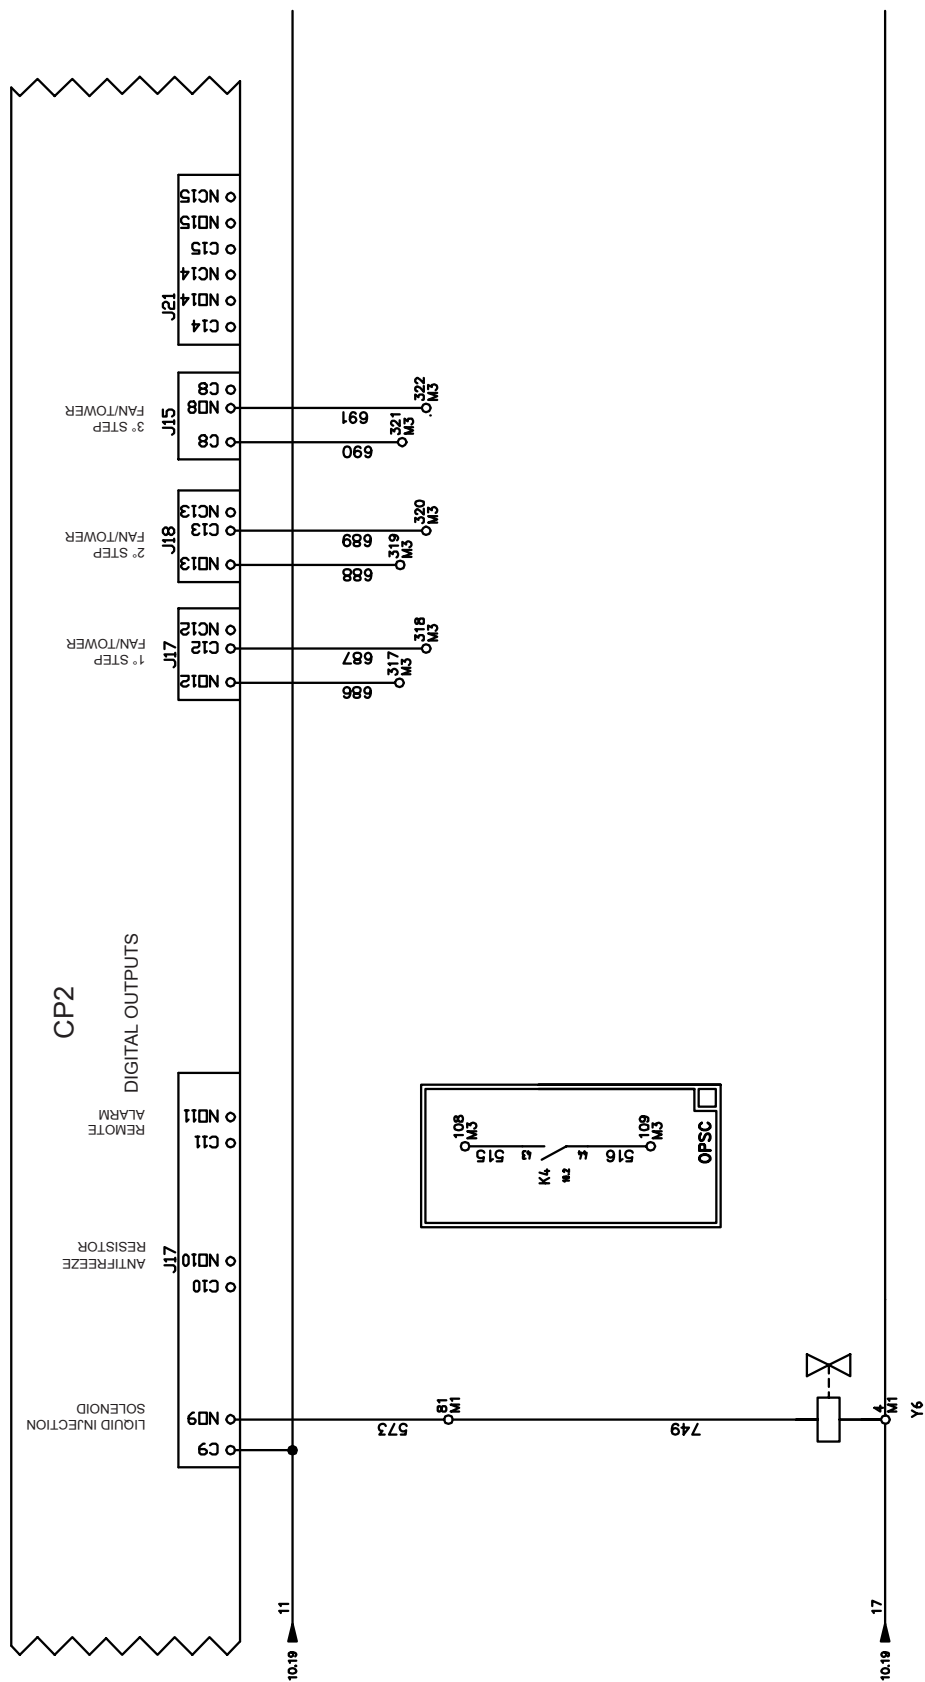 NC15
NO15
C15
NC14
NO14
C14
J21
3° STEP
FAN/TOWER
J15
C8
NO8
C8
691
690
322
M3
321
M3
2° STEP
FAN/TOWER
J18
NC13
C13
NO13
689
688
320
M3
319
M3
1° STEP
FAN/TOWER
J17
NC12
C12
NO12
687
686
318
M3
317
M3
CP2
DIGITAL OUTPUTS
REMOTE
ALARM
NO11
C11
ANTIFREEZE
RESISTOR
J17
NO10
C10
LIQUID INJECTION
SOLENOID
NO9
C9
573
81
M1
749
4
M1
Y6
108
M3
515
K4
516
109
M3
OPSC
11
10.19
17
10.19